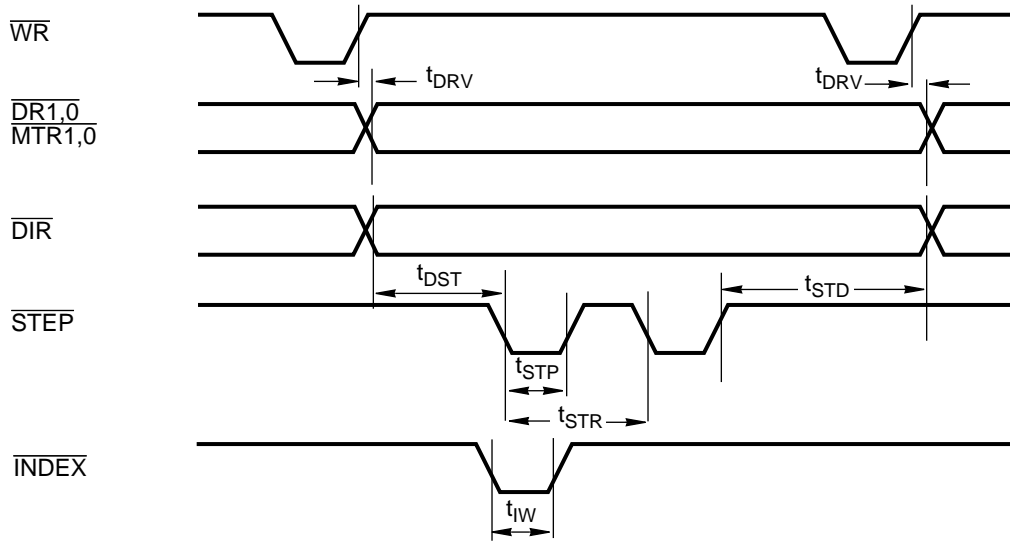 WR
tDRV tDRV
DR1,0
MTR1,0
DIR
tDST tSTD
STEP
tSTP
tSTR
INDEX
tIW